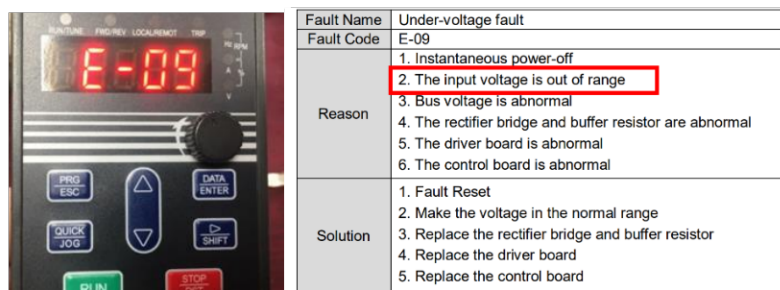 RUN/TUNE FWD/REV LOCAL/REMOT TRIP
Hz RPM
A %
V
E-09
PRG
ESC
DATA
ENTER
QUICK
JOG
SHIFT
RUN
STOP
Fault Name Under-voltage fault
Fault Code E-09
Reason
1. Instantaneous power-off
2. The input voltage is out of range
3. Bus voltage is abnormal
4. The rectifier bridge and buffer resistor are abnormal
5. The driver board is abnormal
6. The control board is abnormal
Solution
1. Fault Reset
2. Make the voltage in the normal range
3. Replace the rectifier bridge and buffer resistor
4. Replace the driver board
5. Replace the control board